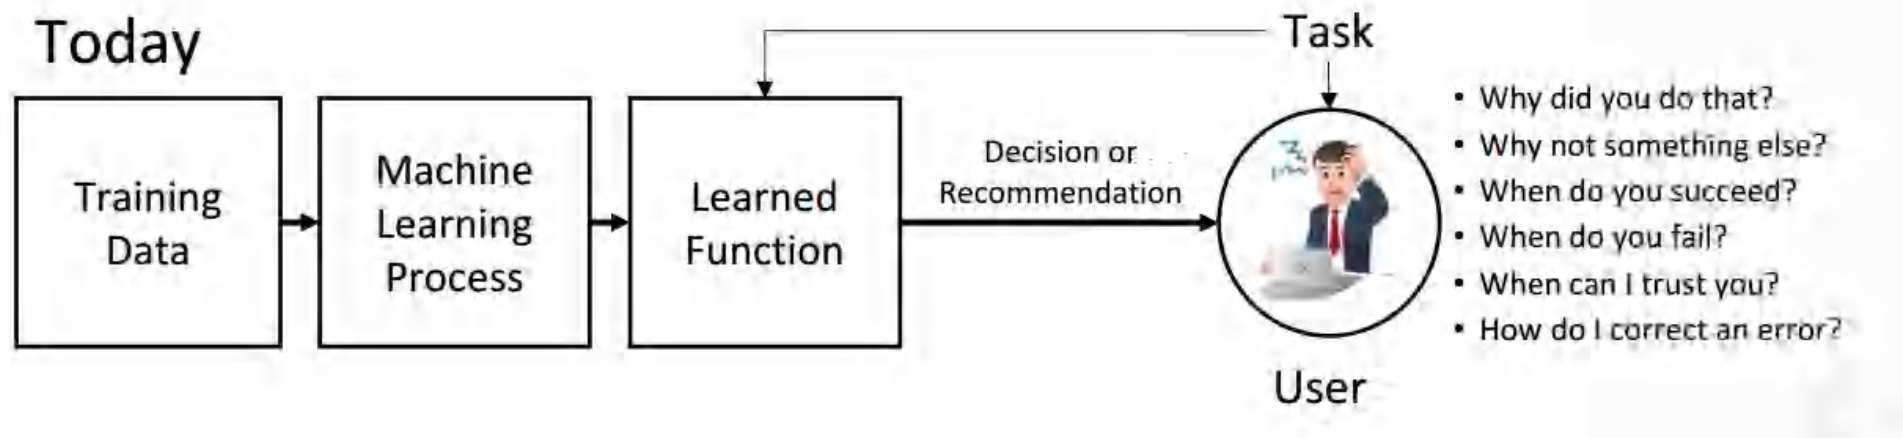 Today
Training
Data
Machine
Learning
Process
Learned
Function
Decision or
Recommendation
Task
User
• Why did you do that?
• Why not something else?
• When do you succeed?
• When do you fail?
• When can I trust you?
• How do I correct an error?